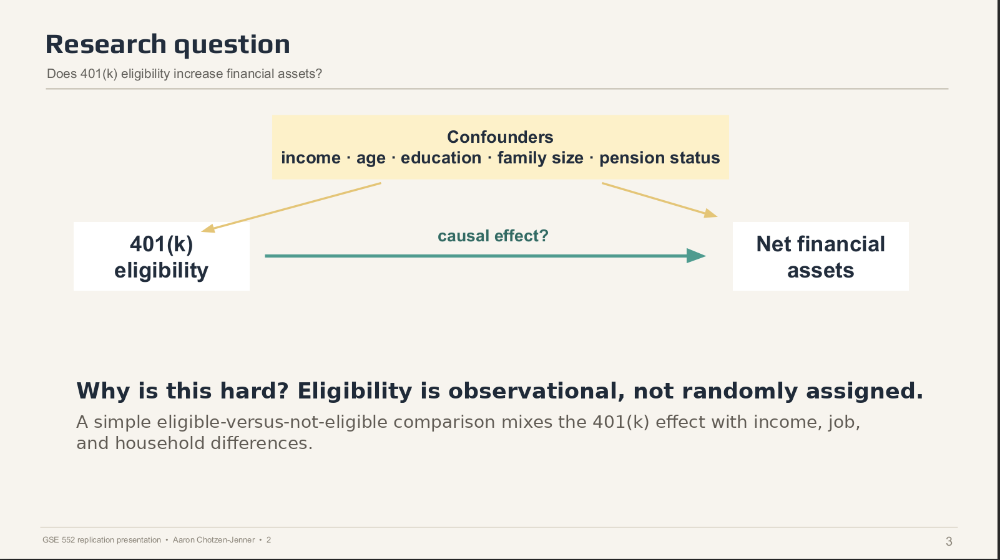 Research question
Does 401(k) eligibility increase financial assets?
Confounders
income · age · education · family size · pension status
401(k)
eligibility
causal effect?
Net financial
assets
Why is this hard? Eligibility is observational, not randomly assigned.
A simple eligible-versus-not-eligible comparison mixes the 401(k) effect with income, job,
and household differences.
GSE 552 replication presentation • Aaron Chotzen-Jenner • 2
3